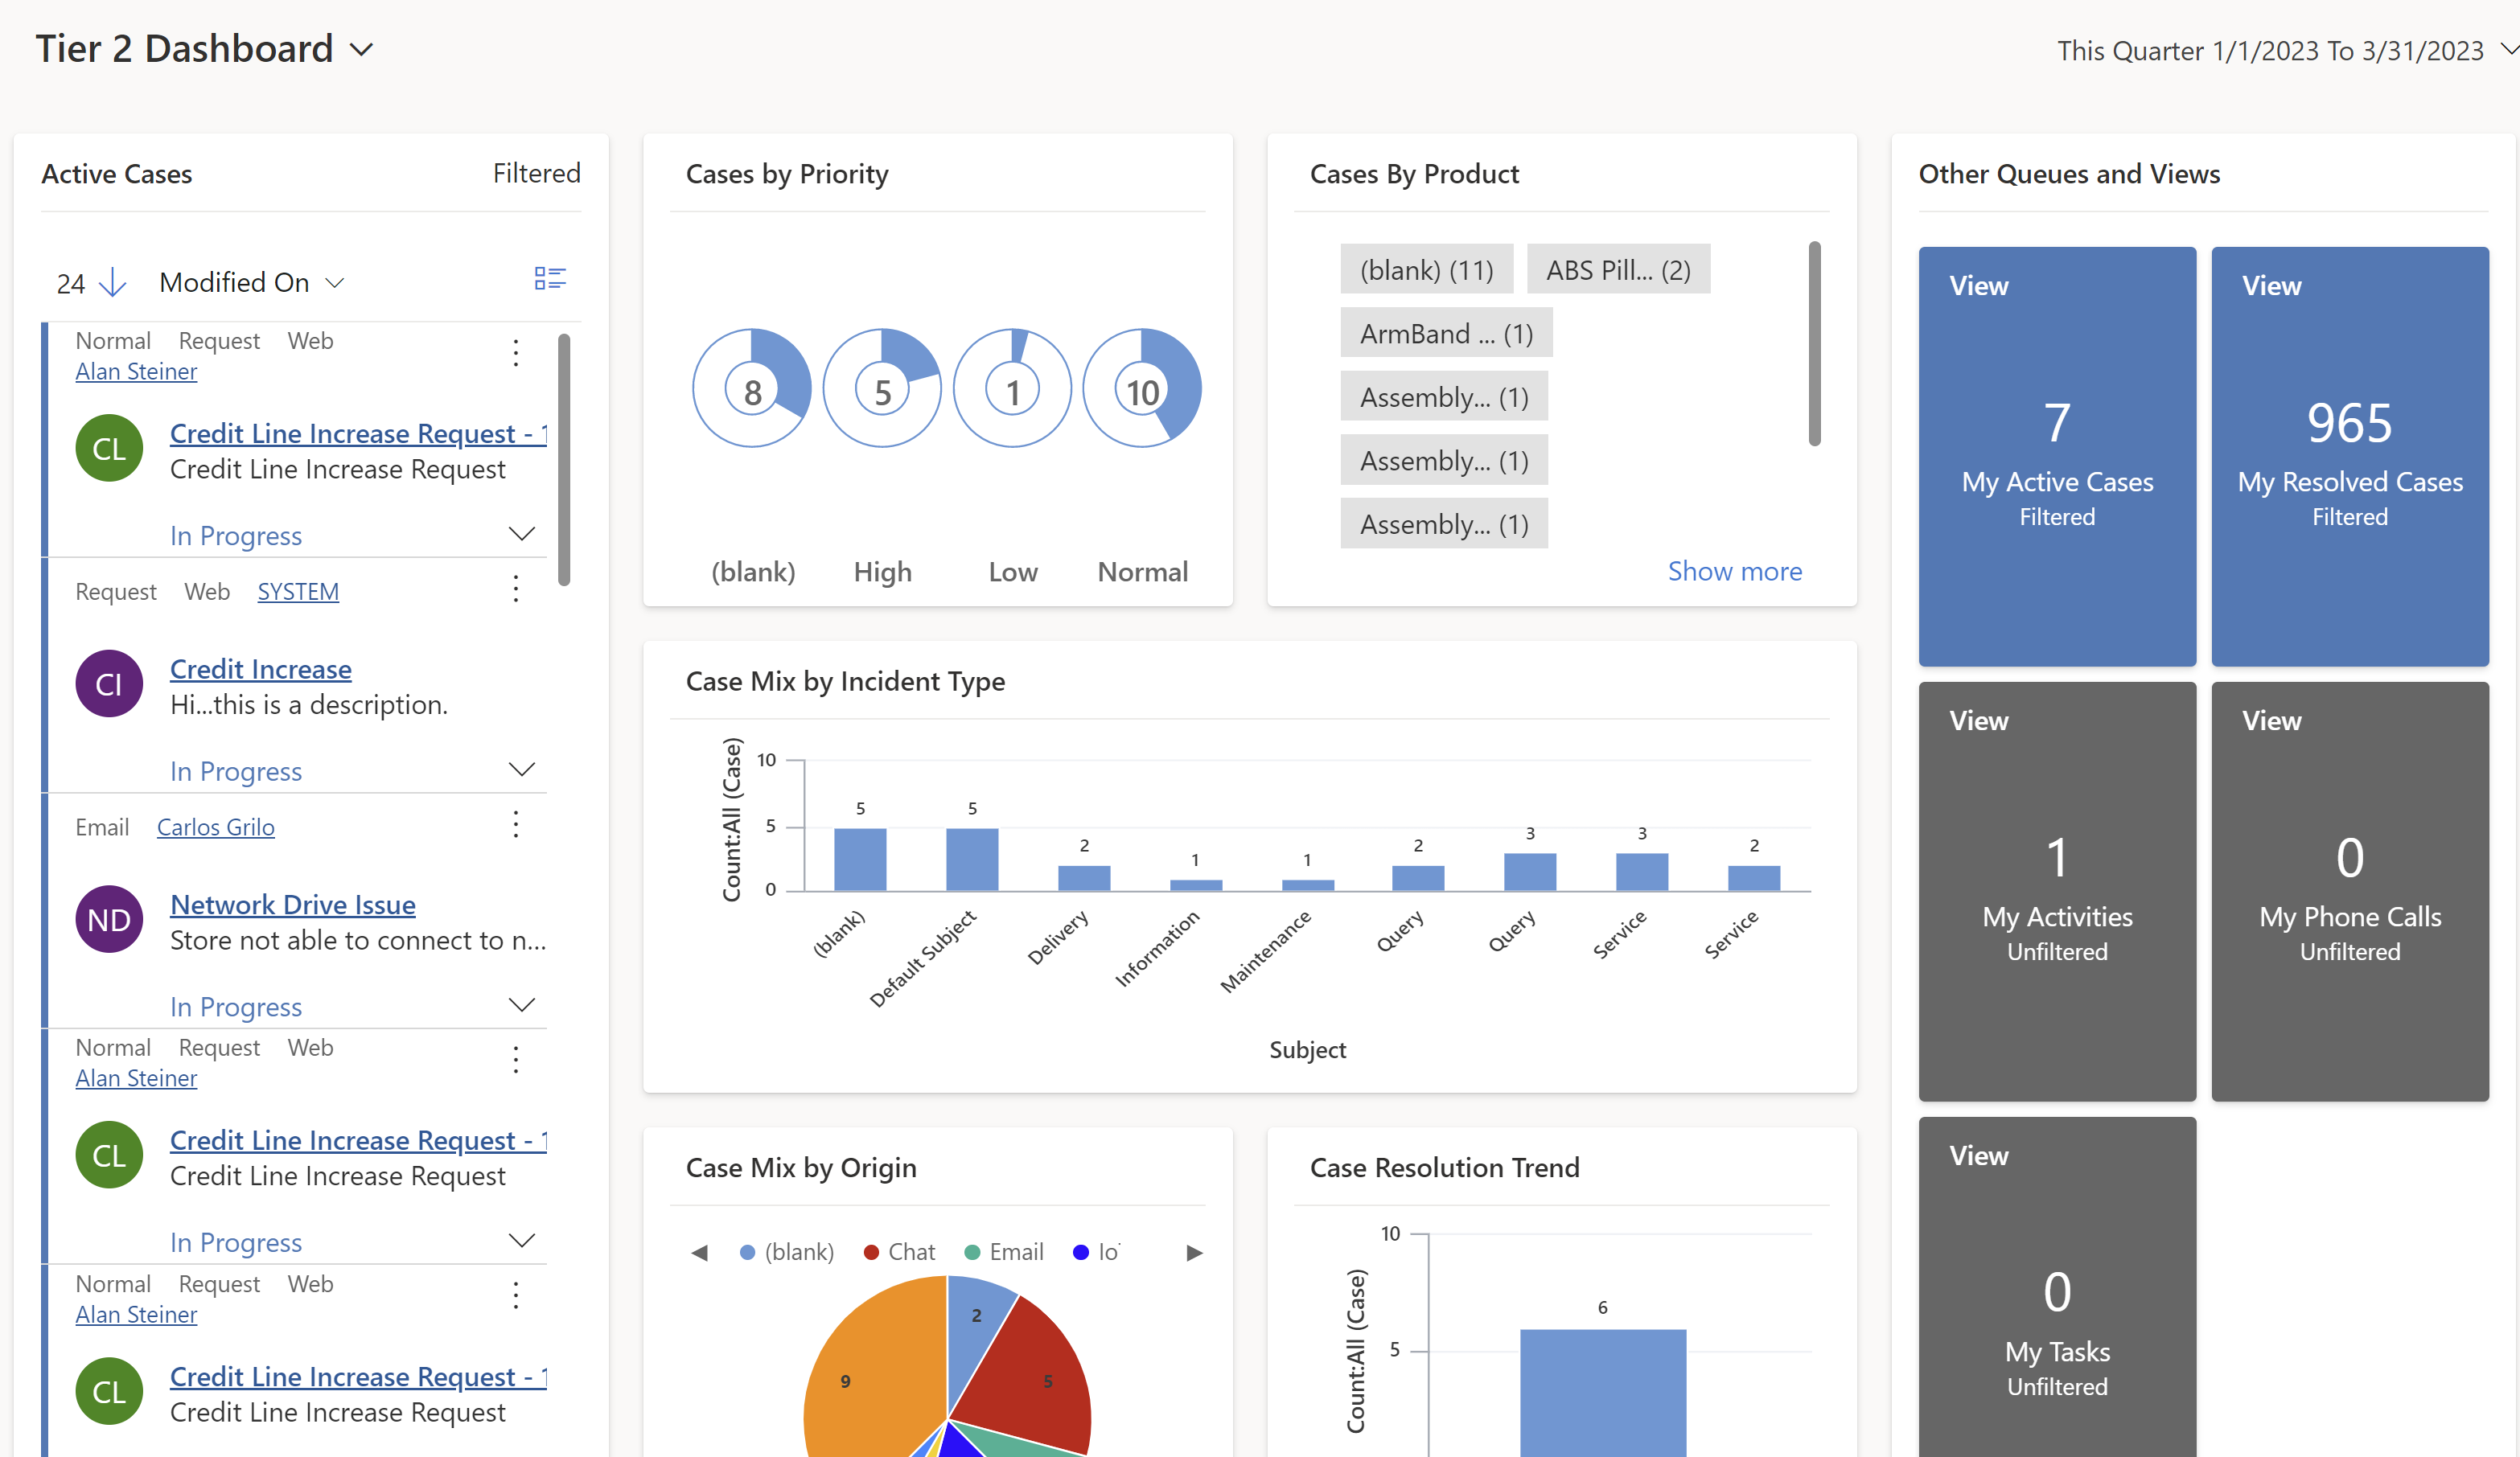 Tier 2 Dashboard
This Quarter 1/1/2023 To 3/31/2023
Active Cases Filtered
24 Modified On
Normal Request Web
Alan Steiner
CL
Credit Line Increase Request - 1
Credit Line Increase Request
In Progress
Request Web SYSTEM
CI
Credit Increase
Hi...this is a description.
In Progress
Email Carlos Grilo
ND
Network Drive Issue
Store not able to connect to n...
In Progress
Normal Request Web
Alan Steiner
CL
Credit Line Increase Request - 1
Credit Line Increase Request
In Progress
Normal Request Web
Alan Steiner
CL
Credit Line Increase Request - 1
Credit Line Increase Request
Cases by Priority
8 5 1 10
(blank) High Low Normal
Cases By Product
(blank) (11) ABS Pill... (2)
ArmBand ... (1)
Assembly... (1)
Assembly... (1)
Assembly... (1)
Show more
Case Mix by Incident Type
Count:All (Case)
10
5
0
5 5 2 1 1 2 3 3 2
(blank) Default Subject Delivery Information Maintenance Query Query Service Service
Subject
Case Mix by Origin
(blank) Chat Email
2
5
9
Case Resolution Trend
Count:All (Case)
10
5
6
Other Queues and Views
View
7
My Active Cases
Filtered
View
965
My Resolved Cases
Filtered
View
1
My Activities
Unfiltered
View
0
My Phone Calls
Unfiltered
View
0
My Tasks
Unfiltered